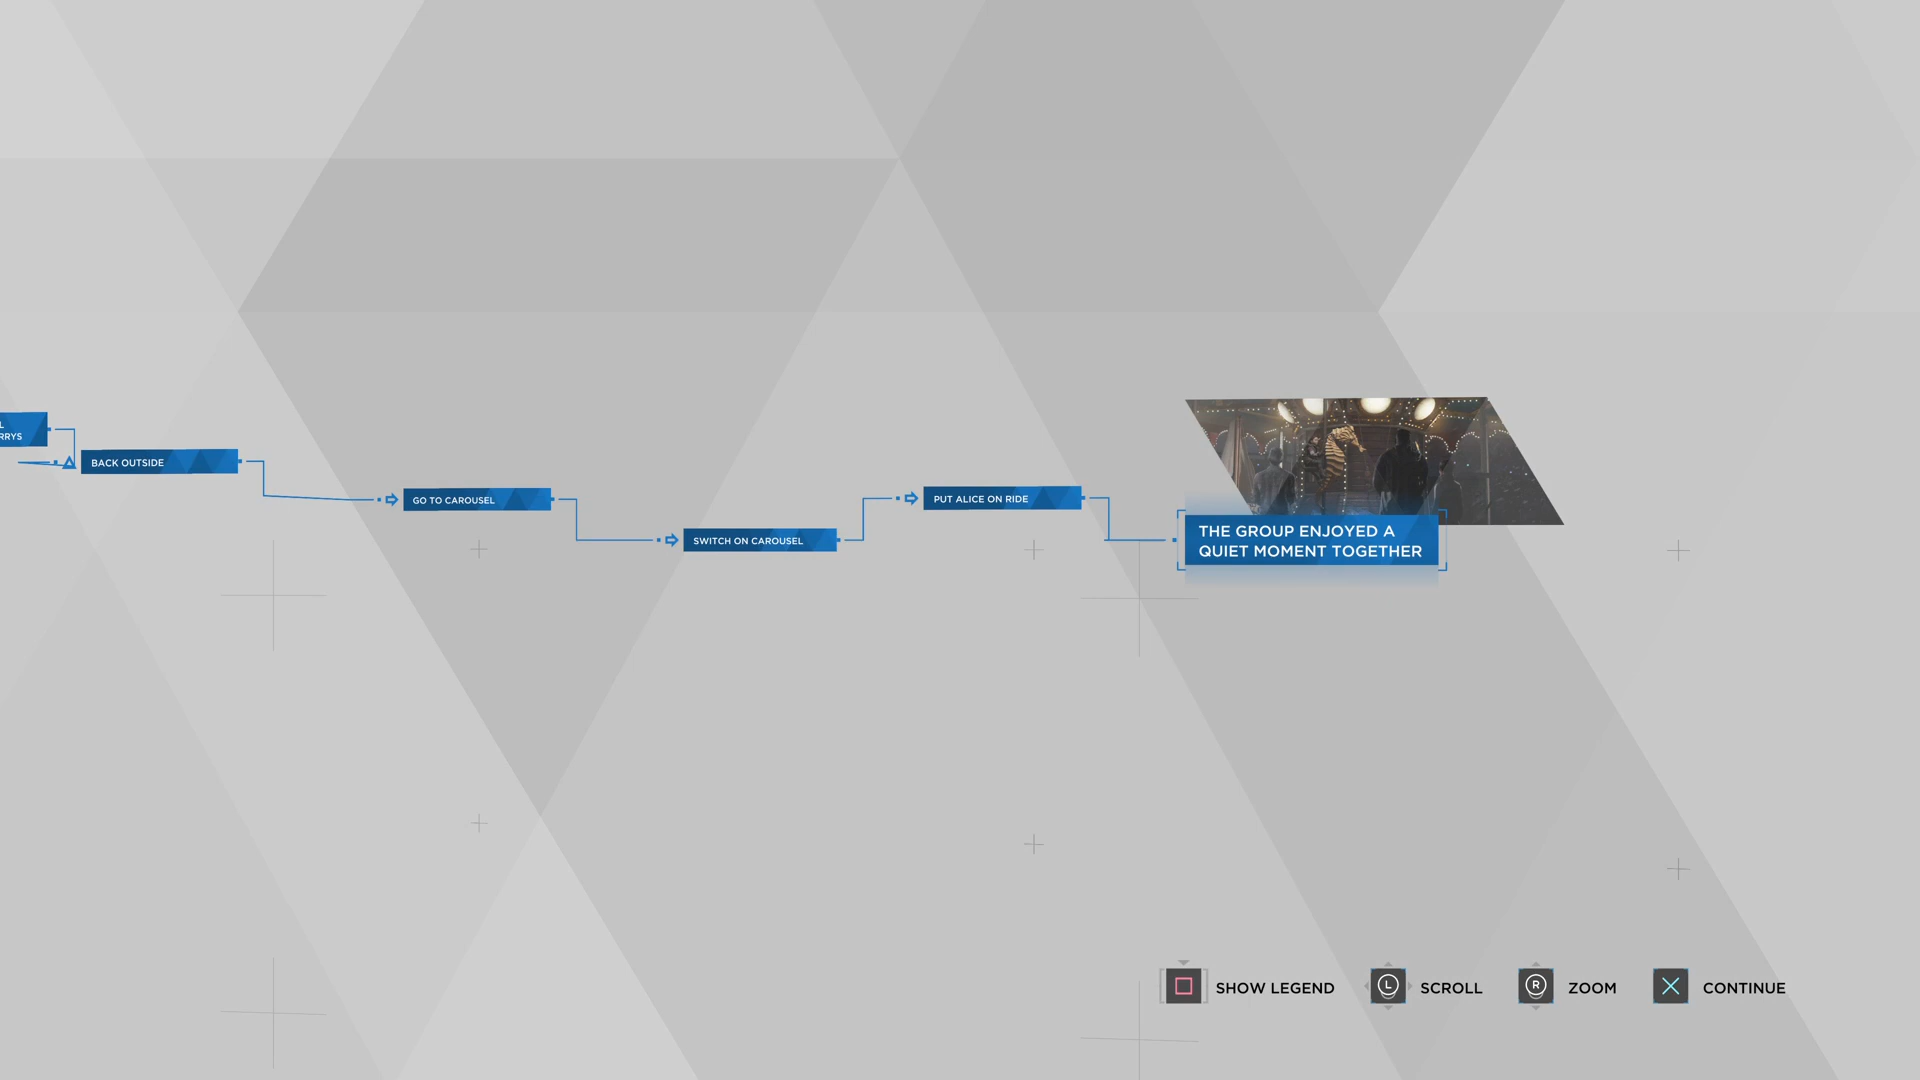 L
RRYS
BACK OUTSIDE
GO TO CAROUSEL
SWITCH ON CAROUSEL
PUT ALICE ON RIDE
THE GROUP ENJOYED A
QUIET MOMENT TOGETHER
SHOW LEGEND
L
SCROLL
R
ZOOM
CONTINUE